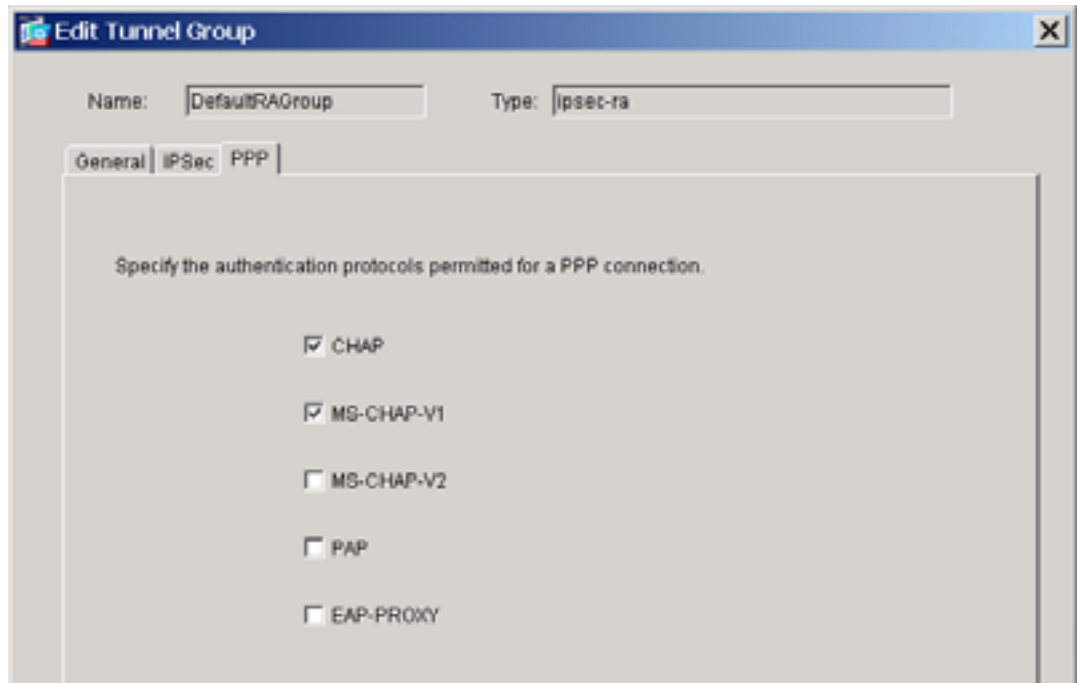 Edit Tunnel Group
Name: DefaultRAGroup Type: ipsec-ra
General IPSec PPP
Specify the authentication protocols permitted for a PPP connection.
CHAP
MS-CHAP-V1
MS-CHAP-V2
PAP
EAP-PROXY